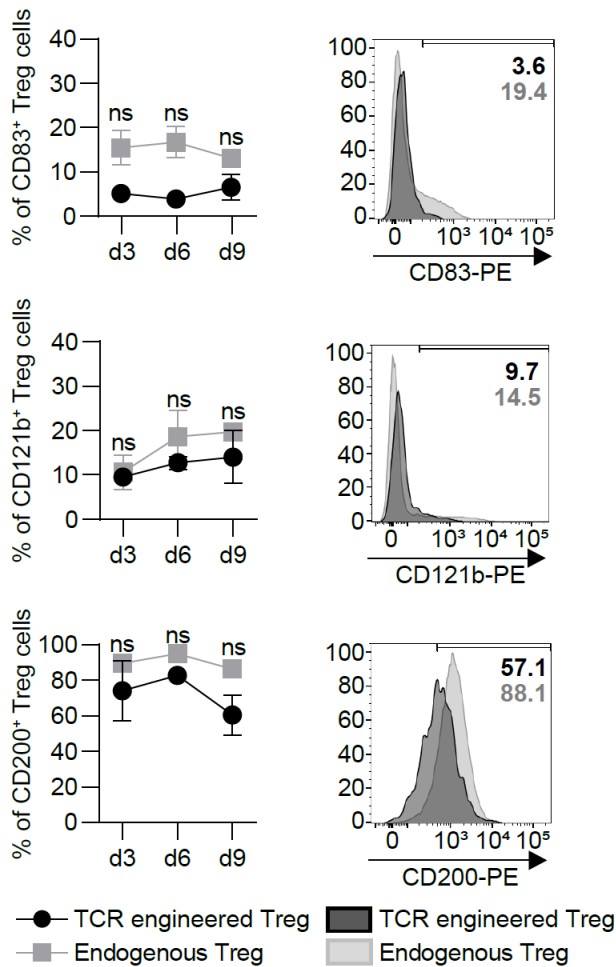 % of CD83⁺ Treg cells
40
30
20
10
0
ns ns ns
d3 d6 d9
100
80
60
40
20
0
3.6
19.4
0 10³ 10⁴ 10⁵
CD83-PE
% of CD121b⁺ Treg cells
40
30
20
10
0
ns ns ns
d3 d6 d9
100
80
60
40
20
0
9.7
14.5
0 10³ 10⁴ 10⁵
CD121b-PE
% of CD200⁺ Treg cells
100
80
60
40
20
0
ns ns ns
d3 d6 d9
100
80
60
40
20
0
57.1
88.1
0 10³ 10⁴ 10⁵
CD200-PE
TCR engineered Treg TCR engineered Treg
Endogenous Treg Endogenous Treg